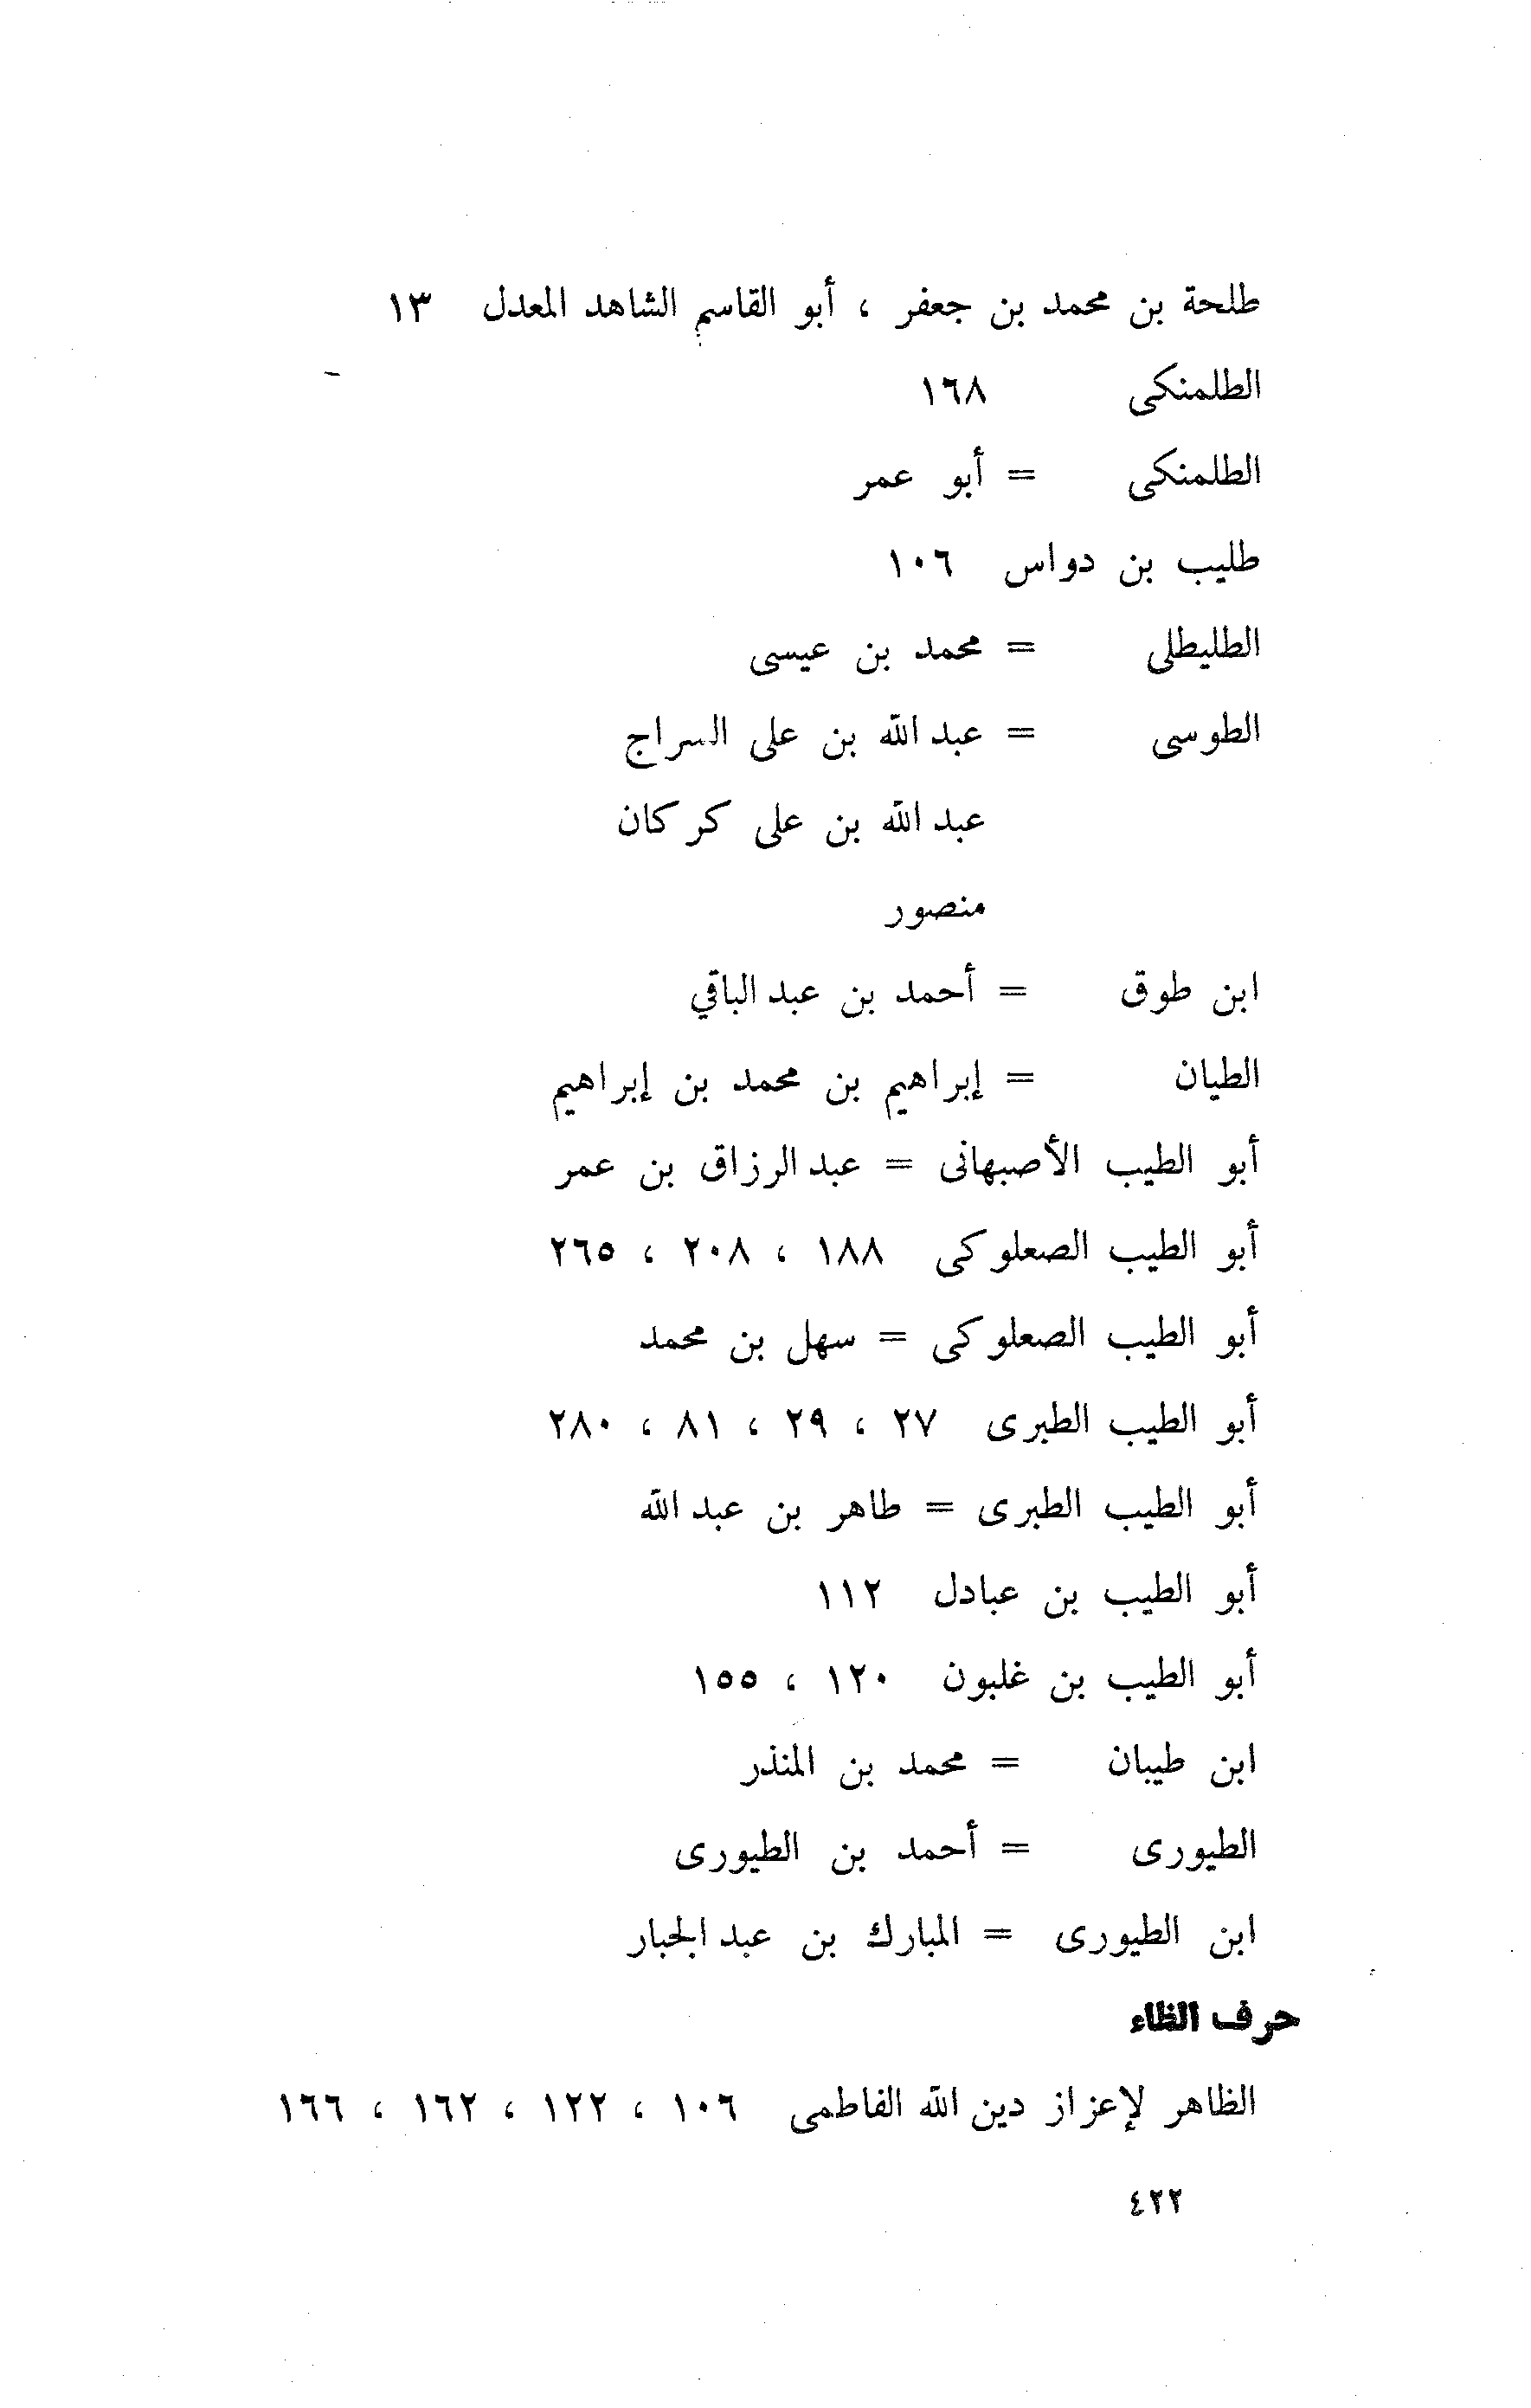 طلحة بن محمد بن جعفر ، أبو القاسم الشاهد المعدل ١٣
الطلمنكى ١٦٨
الطلمنكى = أبو عمر
طليب بن دواس ١٠٦
الطليطلى = محمد بن عيسى
الطوسى = عبد الله بن على السراج
عبد الله بن على كركان
منصور
ابن طوق = أحمد بن عبد الباقي
الطيان = إبراهيم بن محمد بن إبراهيم
أبو الطيب الأصبهانى = عبد الرزاق بن عمر
أبو الطيب الصعلوكى ١٨٨ ، ٢٠٨ ، ٢٦٥
أبو الطيب الصعلوكى = سهل بن محمد
أبو الطيب الطبرى ٢٧ ، ٢٩ ، ٨١ ، ٢٨٠
أبو الطيب الطبرى = طاهر بن عبد الله
أبو الطيب بن عبادل ١١٢
أبو الطيب بن غلبون ١٢٠ ، ١٥٥
ابن طيبان = محمد بن المنذر
الطيورى = أحمد بن الطيورى
ابن الطيورى = المبارك بن عبد الجبار
حرف الظاء
الظاهر لإعزاز دين الله الفاطمى ١٠٦ ، ١٢٢ ، ١٦٢ ، ١٦٦
٤٢٢